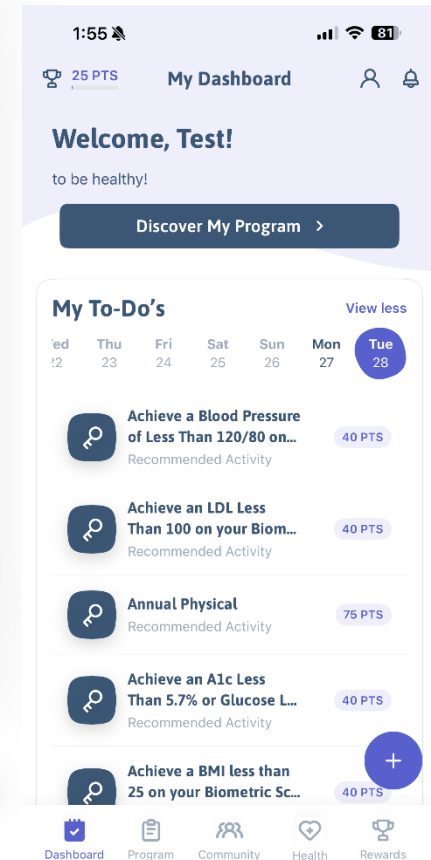 1:55
81
25 PTS
My Dashboard
Welcome, Test!
to be healthy!
Discover My Program
My To-Do's
View less
ed Thu Fri Sat Sun Mon Tue
22 23 24 25 26 27 28
Achieve a Blood Pressure
of Less Than 120/80 on...
40 PTS
Recommended Activity
Achieve an LDL Less
Than 100 on your Biom...
40 PTS
Recommended Activity
Annual Physical
75 PTS
Recommended Activity
Achieve an A1c Less
Than 5.7% or Glucose L...
40 PTS
Recommended Activity
Achieve a BMI less than
25 on your Biometric Sc...
40 PTS
Dashboard Program Community Health Rewards